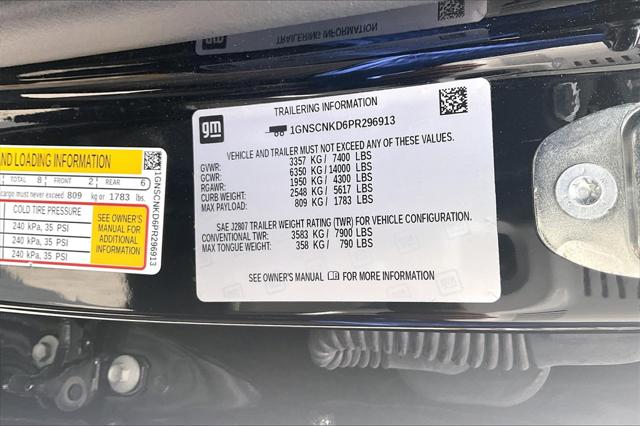 gm
TRAILERING INFORMATION
gm
TRAILERING INFORMATION
1GNSCNKD6PR296913
VEHICLE AND TRAILER MUST NOT EXCEED ANY OF THESE VALUES.
GVWR: 3357 KG/ 7400 LBS
GCWR: 6350 KG/ 14000 LBS
RGAWR: 1950 KG/ 4300 LBS
CURB WEIGHT: 2548 KG/ 5617 LBS
MAX PAYLOAD: 809 KG/ 1783 LBS
SAE J2807 TRAILER WEIGHT RATING (TWR) FOR VEHICLE CONFIGURATION.
CONVENTIONAL TWR: 3583 KG/ 7900 LBS
MAX TONGUE WEIGHT: 358 KG/ 790 LBS
SEE OWNER'S MANUAL FOR MORE INFORMATION
AND LOADING INFORMATION
TOTAL 8 FRONT 2 REAR 6
cargo must never exceed 809 kg or 1783 lbs.
COLD TIRE PRESSURE
240 kPa, 35 PSI
240 kPa, 35 PSI
240 kPa, 35 PSI
SEE OWNER'S
MANUAL FOR
ADDITIONAL
INFORMATION
1GNSCNKD6PR296913